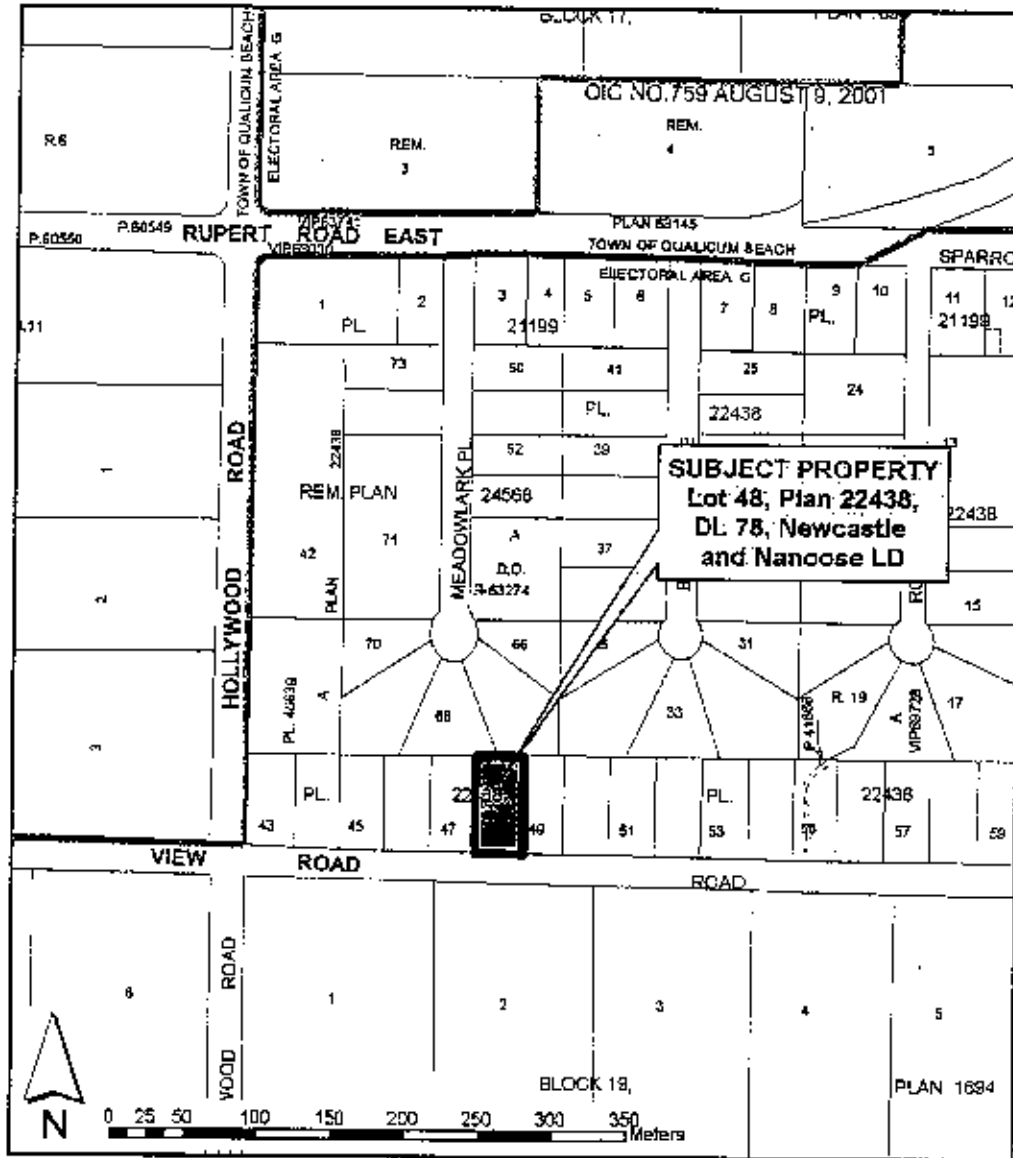 BLOCK 17,
OIC NO.759 AUGUST 9, 2001
TOWN OF QUALICUM BEACH
ELECTORAL AREA G
R.6
REM.
3
REM.
4
P.60550
P.60549
RUPERT ROAD EAST
PLAN 63145
TOWN OF QUALICUM BEACH
ELECTORAL AREA G
SPARRO
1
2
3
4
5
6
7
8
9
10
11
12
PL.
21199
PL.
21199
73
50
25
24
PL.
22438
HOLLYWOOD ROAD
22438
MEADOWLARK PL
52
39
SUBJECT PROPERTY
Lot 48, Plan 22438,
DL 78, Newcastle
and Nanoose LD
22438
REM. PLAN
24568
42
71
PLAN
A
D.D.
37
1
2
3
15
70
66
31
PL.
A
68
33
R. 19
A
VIP69728
17
PL.
PL.
22438
43
45
47
49
51
53
57
59
VIEW ROAD
ROAD
WOOD ROAD
6
1
2
3
4
5
BLOCK 19,
PLAN 1694
N
0 25 50 100 150 200 250 300 350
Meters